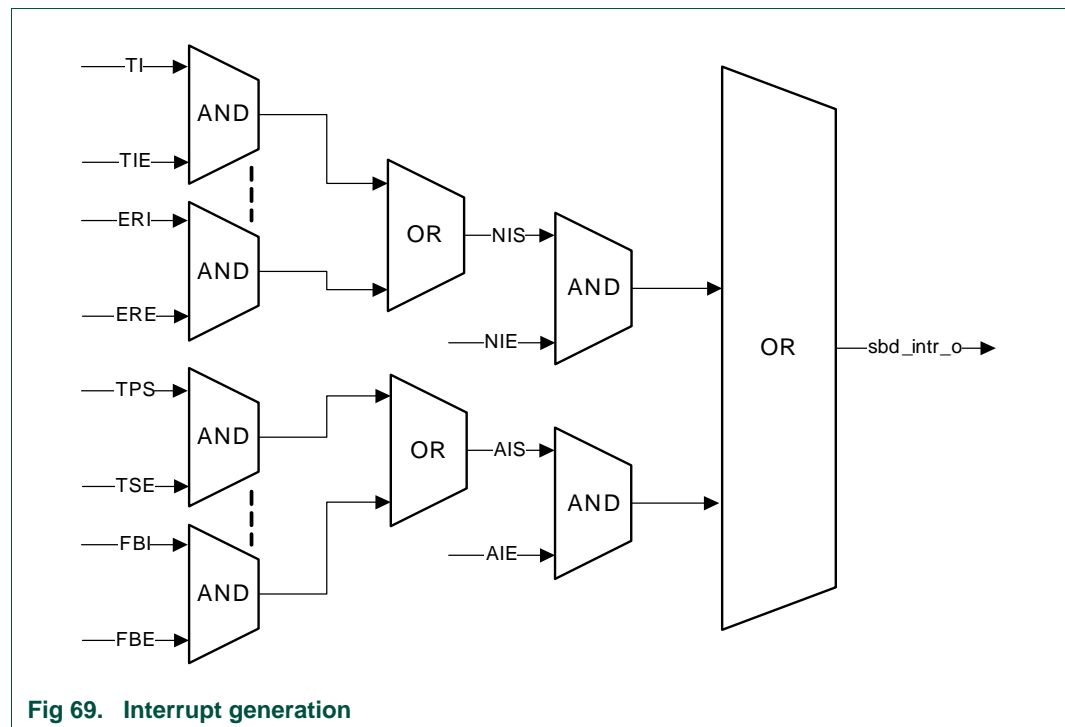 TI
AND
TIE
ERI
AND
ERE
OR
NIS
AND
NIE
TPS
AND
TSE
FBI
AND
FBE
OR
AIS
AND
AIE
OR
sbd_intr_o
Fig 69. Interrupt generation